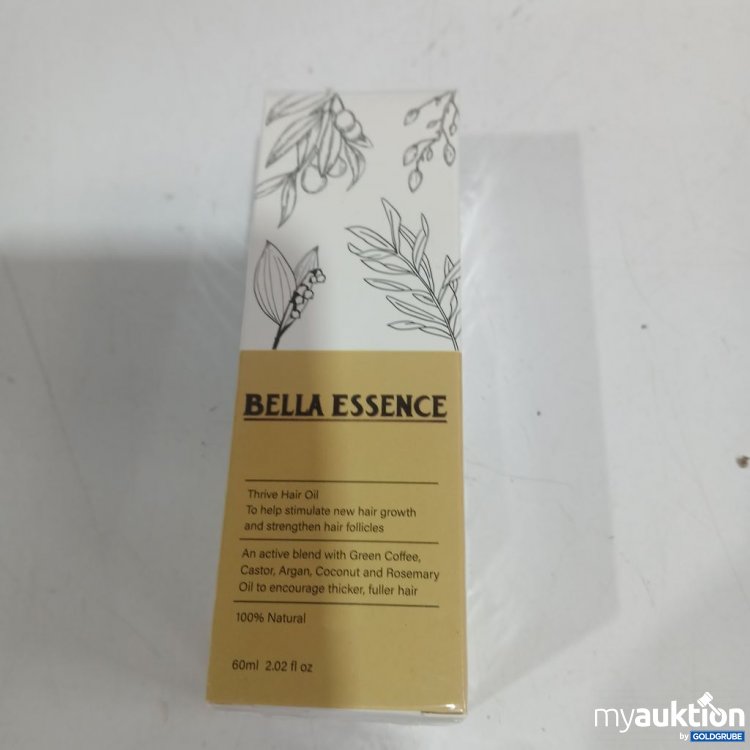 BELLA ESSENCE
Thrive Hair Oil
To help stimulate new hair growth
and strengthen hair follicles
An active blend with Green Coffee,
Castor, Argan, Coconut and Rosemary
Oil to encourage thicker, fuller hair
100% Natural
60ml 2.02 fl oz
myauktion
by GOLDGRUBE